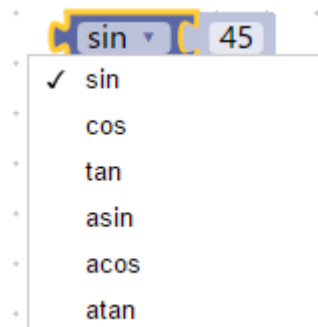 sin ▾ 45
✓ sin
cos
tan
asin
acos
atan